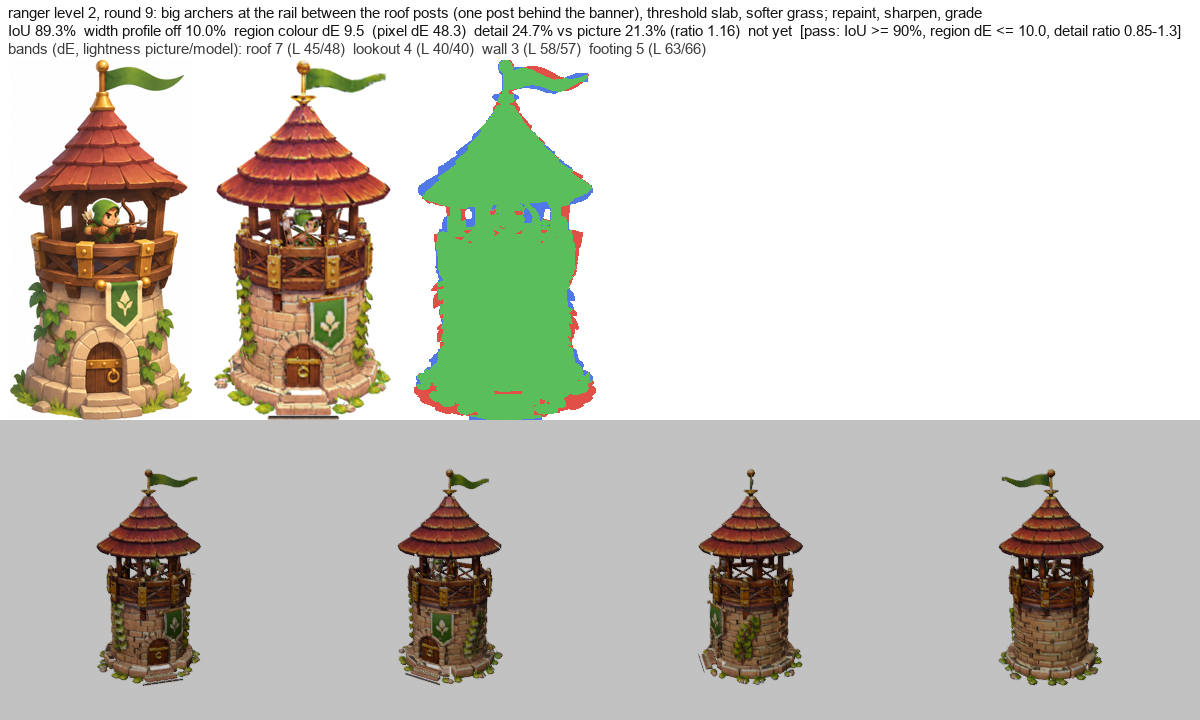 ranger level 2, round 9: big archers at the rail between the roof posts (one post behind the banner), threshold slab, softer grass; repaint, sharpen, grade
IoU 89.3%  width profile off 10.0%  region colour dE 9.5  (pixel dE 48.3)  detail 24.7% vs picture 21.3% (ratio 1.16)  not yet  [pass: IoU >= 90%, region dE <= 10.0, detail ratio 0.85-1.3]
bands (dE, lightness picture/model): roof 7 (L 45/48)  lookout 4 (L 40/40)  wall 3 (L 58/57)  footing 5 (L 63/66)